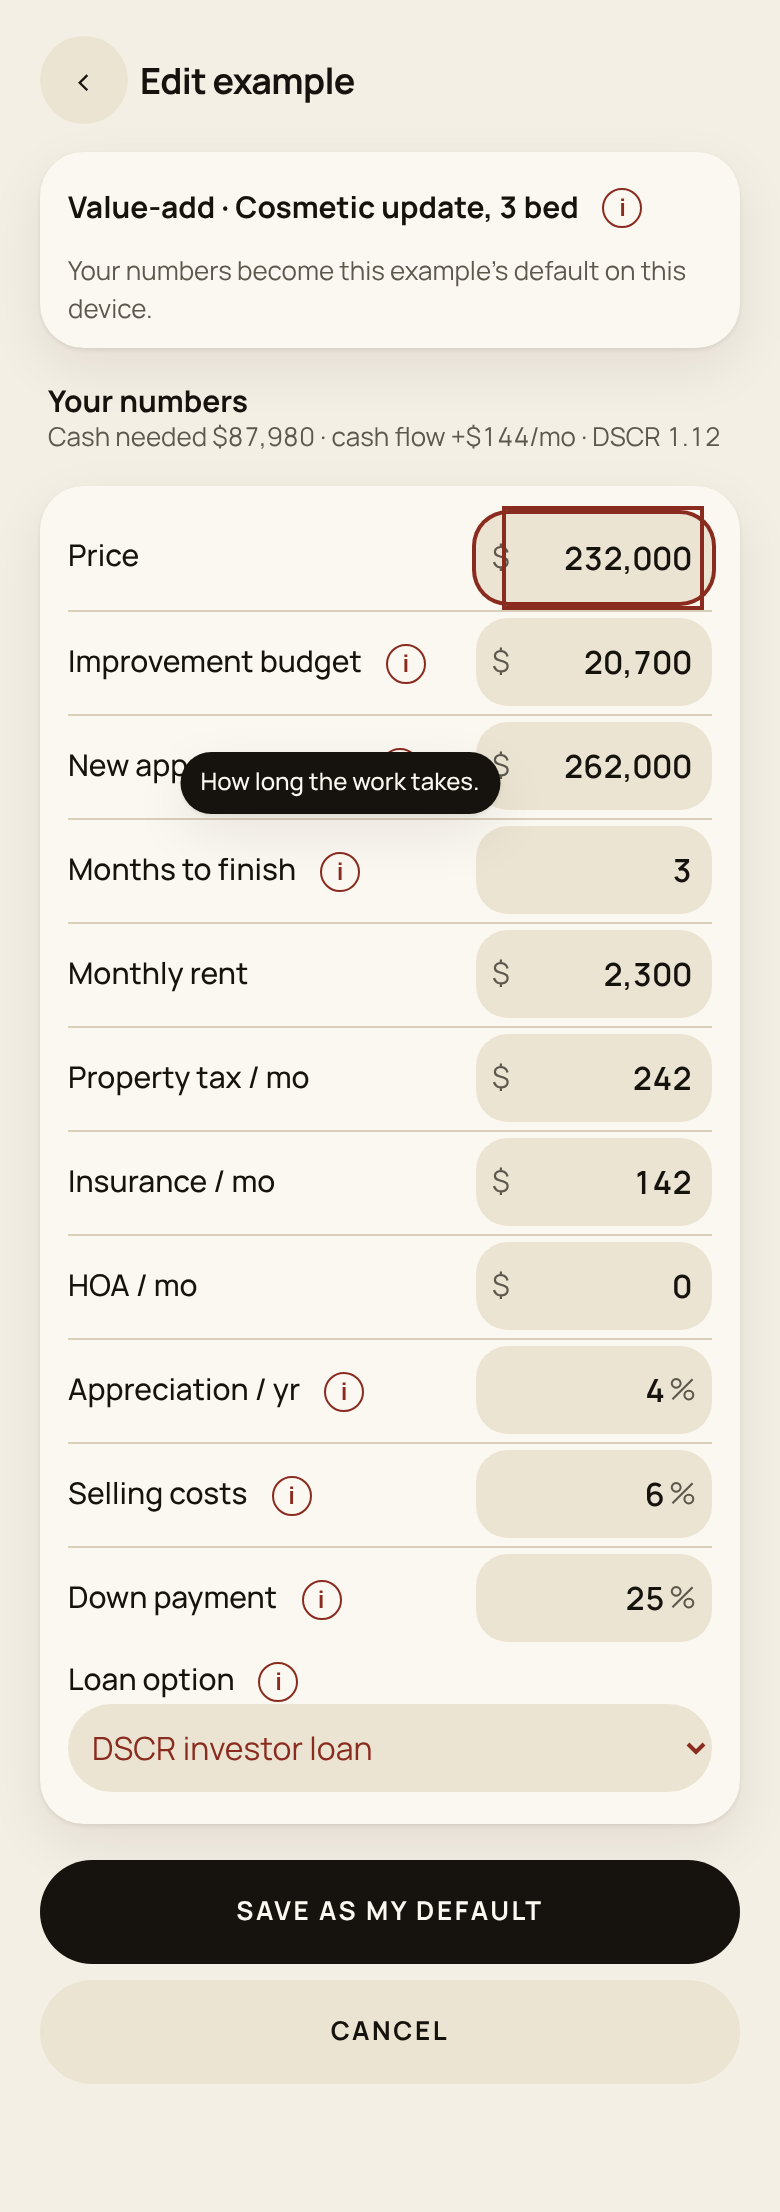 Edit example
Value-add · Cosmetic update, 3 bed i
Your numbers become this example's default on this
device.
Your numbers
Cash needed $87,980 · cash flow +$144/mo · DSCR 1.12
Price $ 232,000
Improvement budget i $ 20,700
New app $ 262,000
How long the work takes.
Months to finish i 3
Monthly rent $ 2,300
Property tax / mo $ 242
Insurance / mo $ 142
HOA / mo $ 0
Appreciation / yr i 4 %
Selling costs i 6 %
Down payment i 25 %
Loan option i
DSCR investor loan
SAVE AS MY DEFAULT
CANCEL